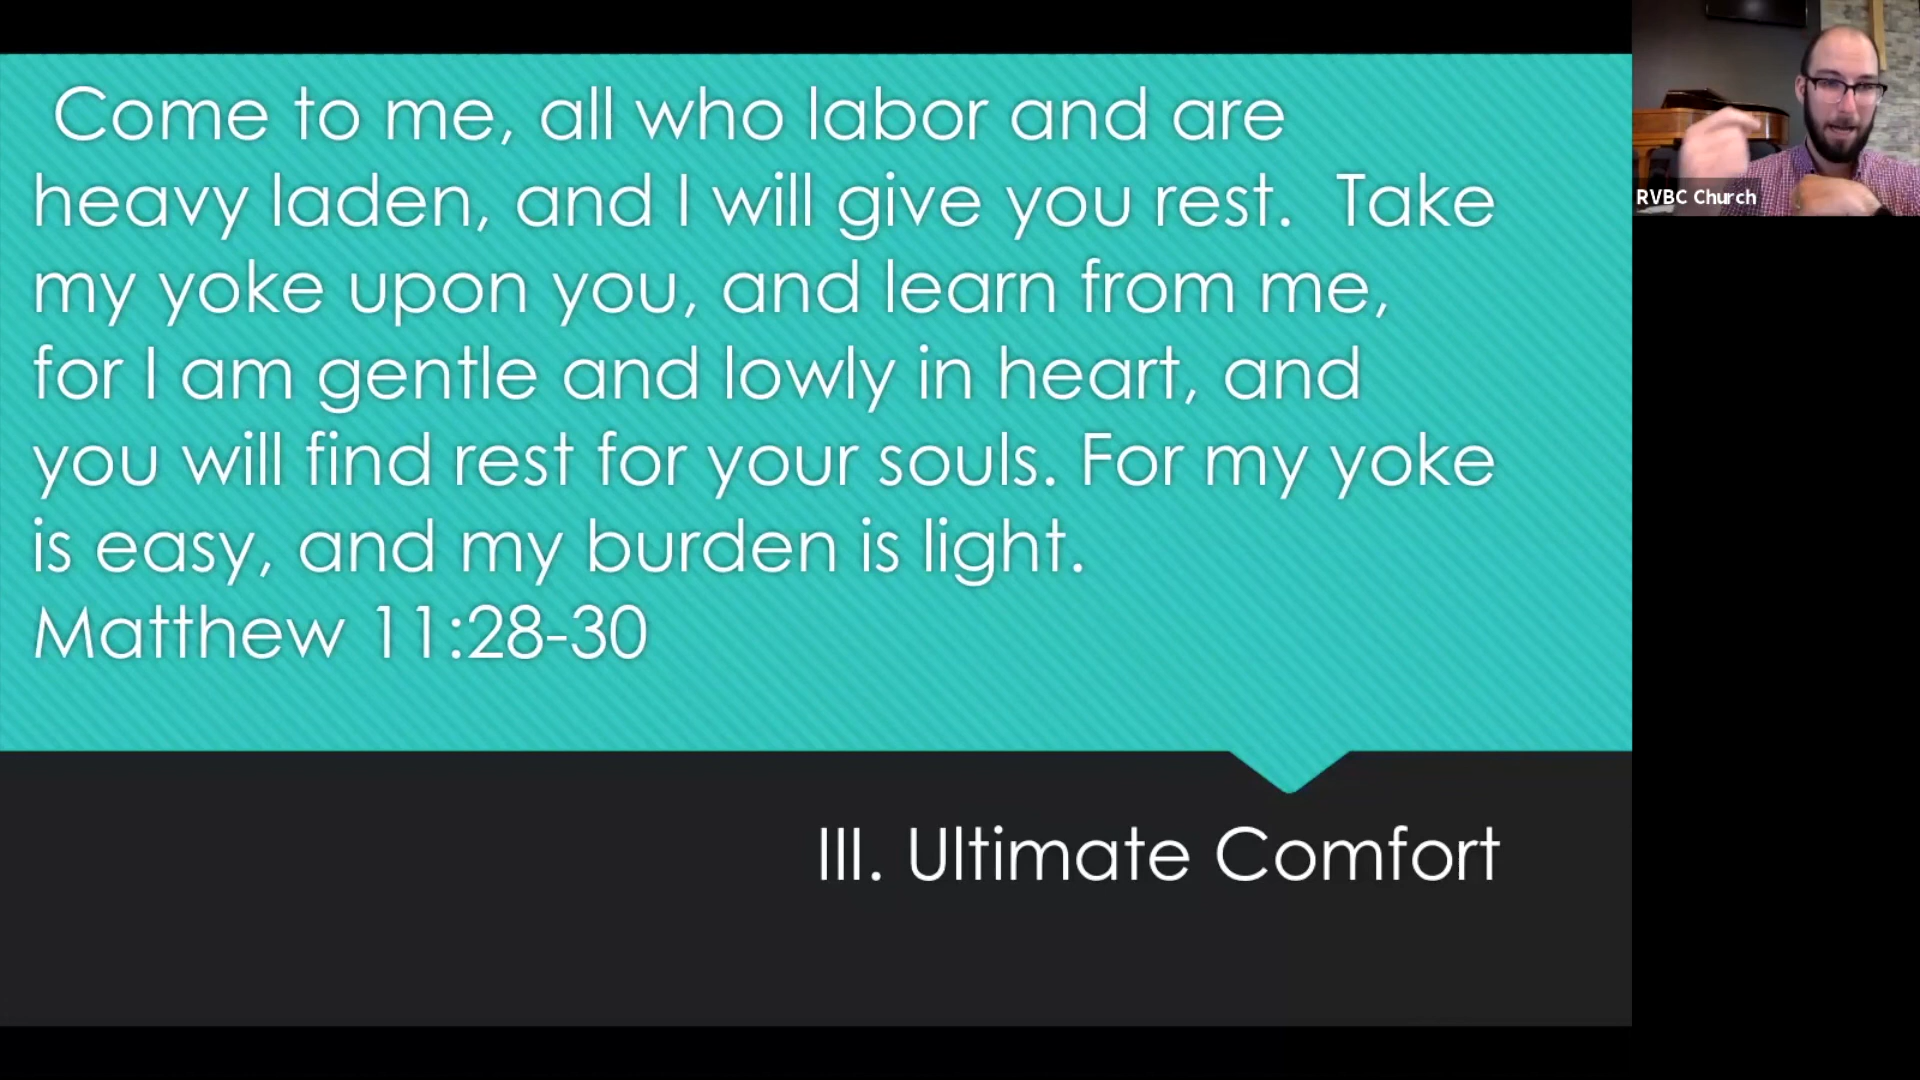 Come to me, all who labor and are
heavy laden, and I will give you rest.  Take
my yoke upon you, and learn from me,
for I am gentle and lowly in heart, and
you will find rest for your souls. For my yoke
is easy, and my burden is light.
Matthew 11:28-30
III. Ultimate Comfort
RVBC Church